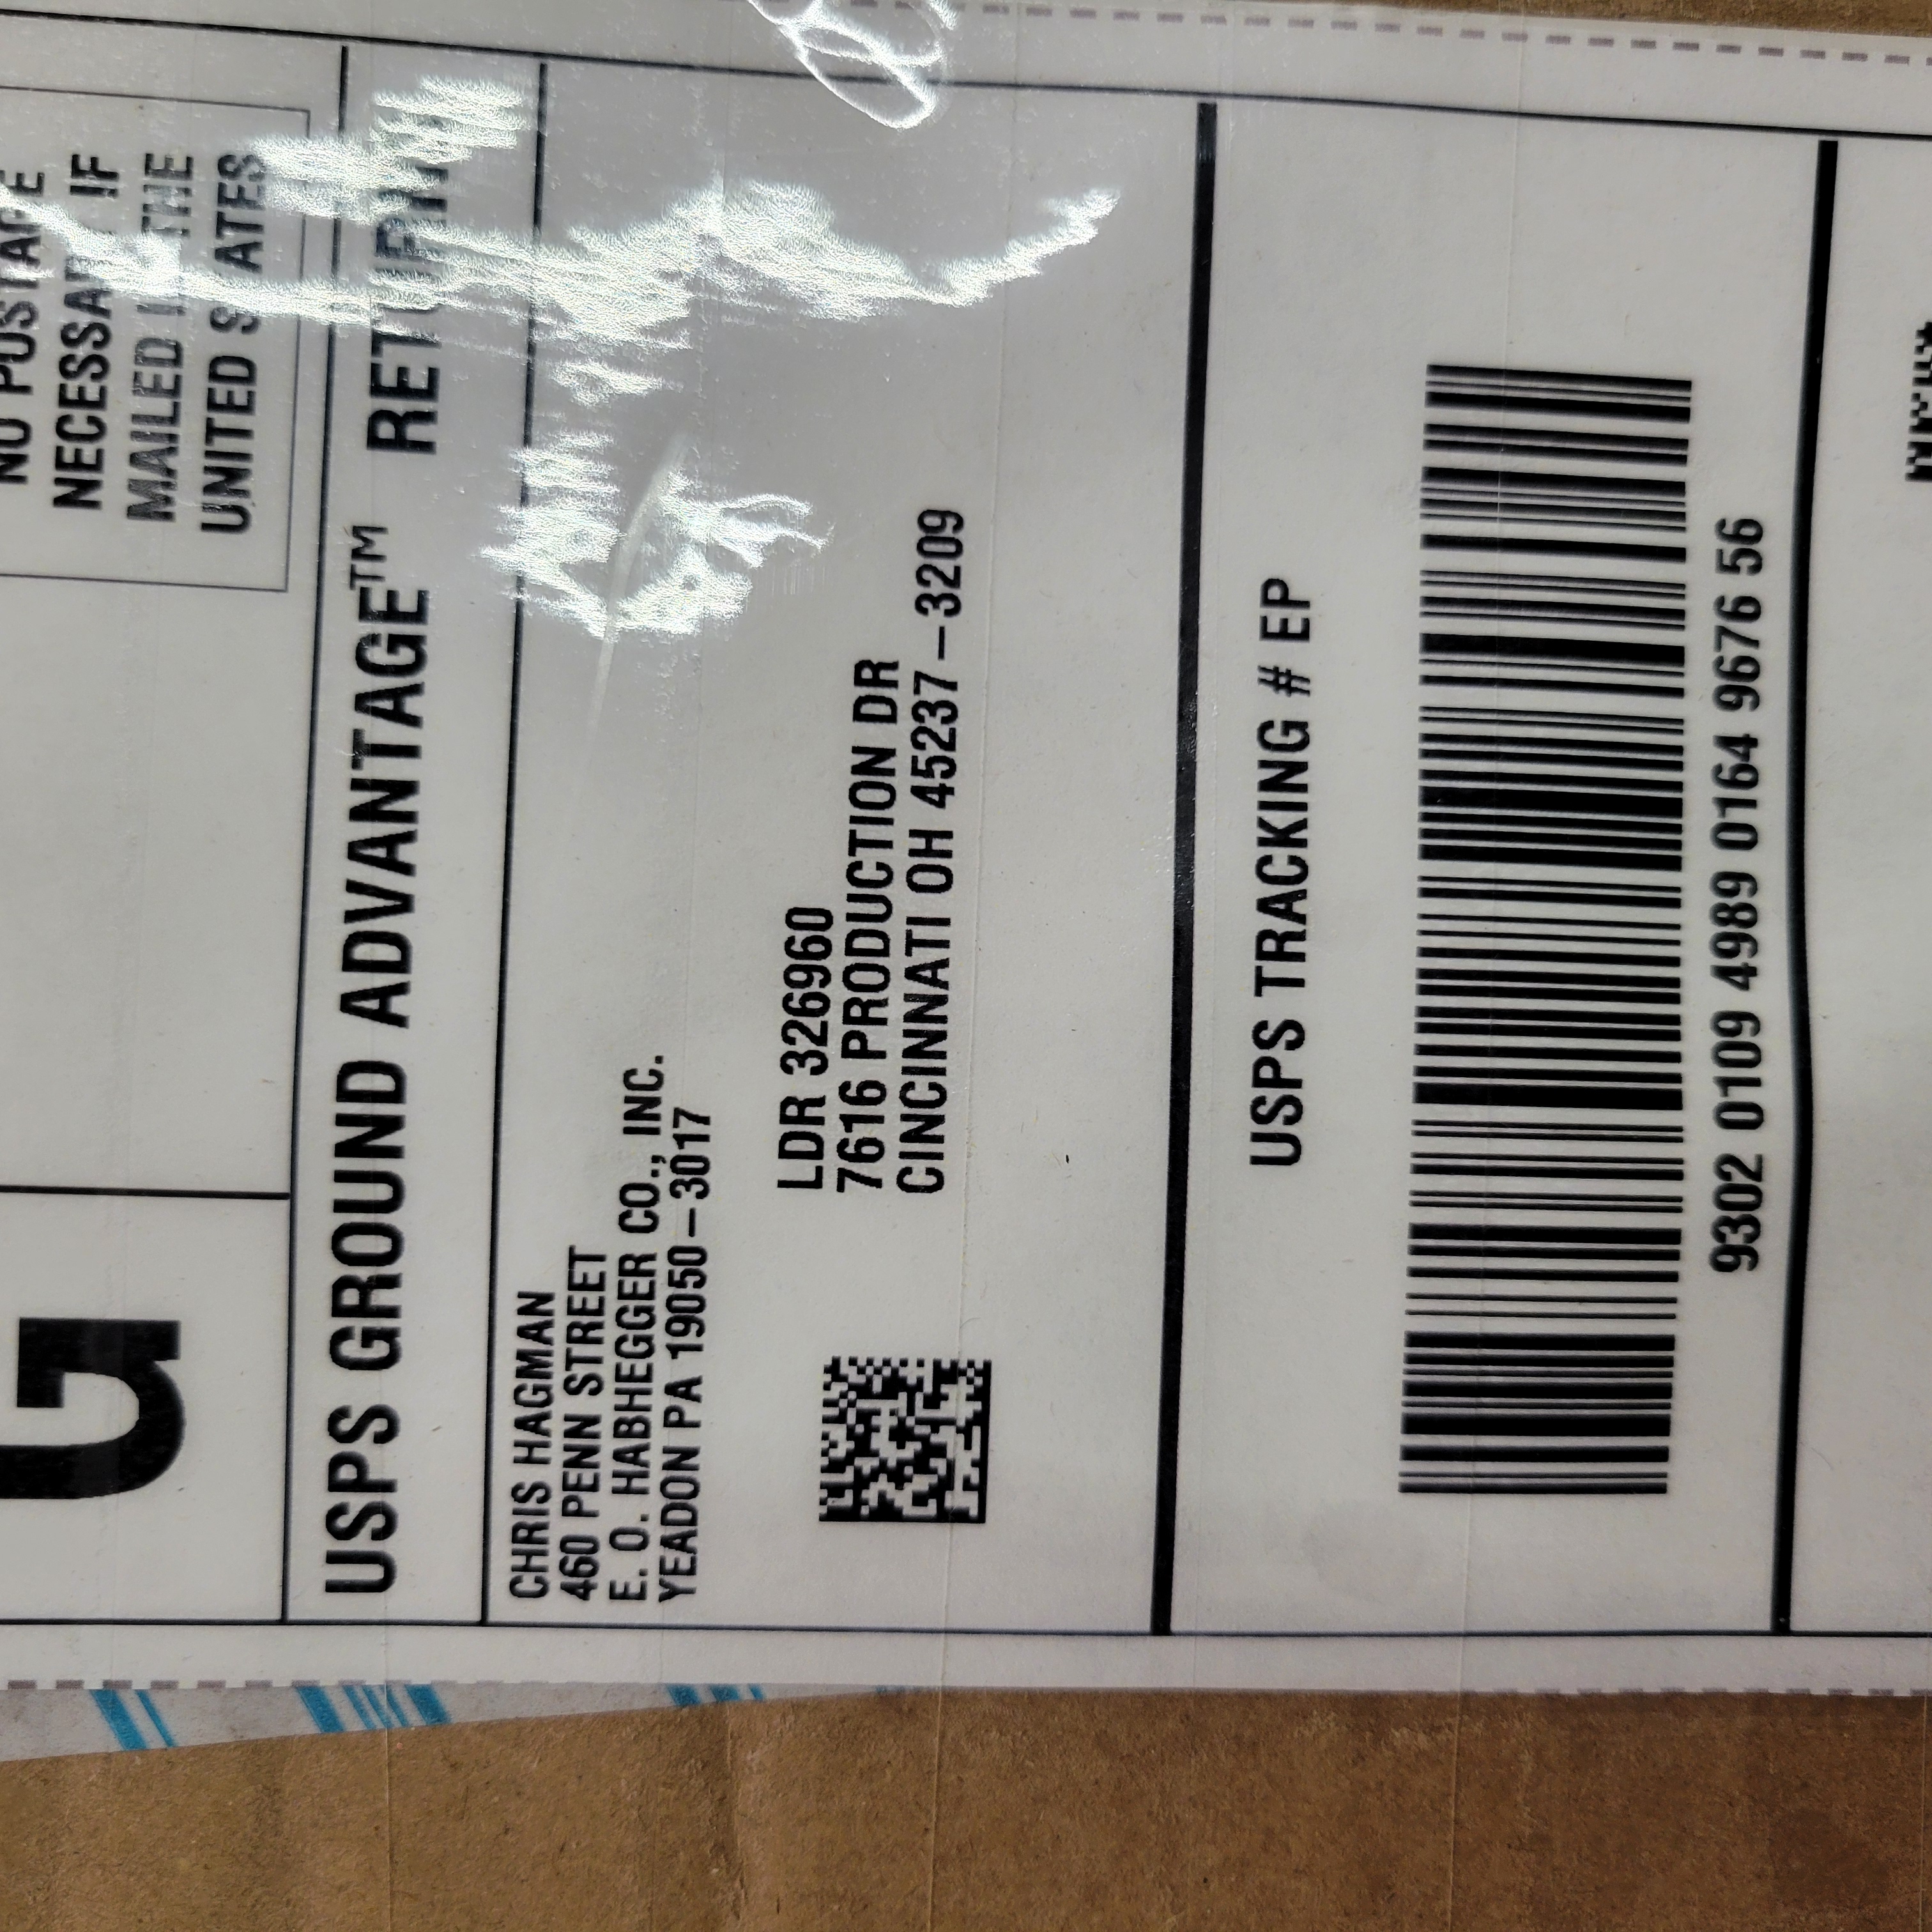 G
NO POSTAGE
NECESSARY IF
MAILED IN THE
UNITED STATES
USPS GROUND ADVANTAGE™ RETURN
CHRIS HAGMAN
460 PENN STREET
E. O. HABHEGGER CO., INC.
YEADON PA 19050-3017
LDR 326960
7616 PRODUCTION DR
CINCINNATI OH 45237-3209
USPS TRACKING # EP
9302 0109 4989 0164 9676 56